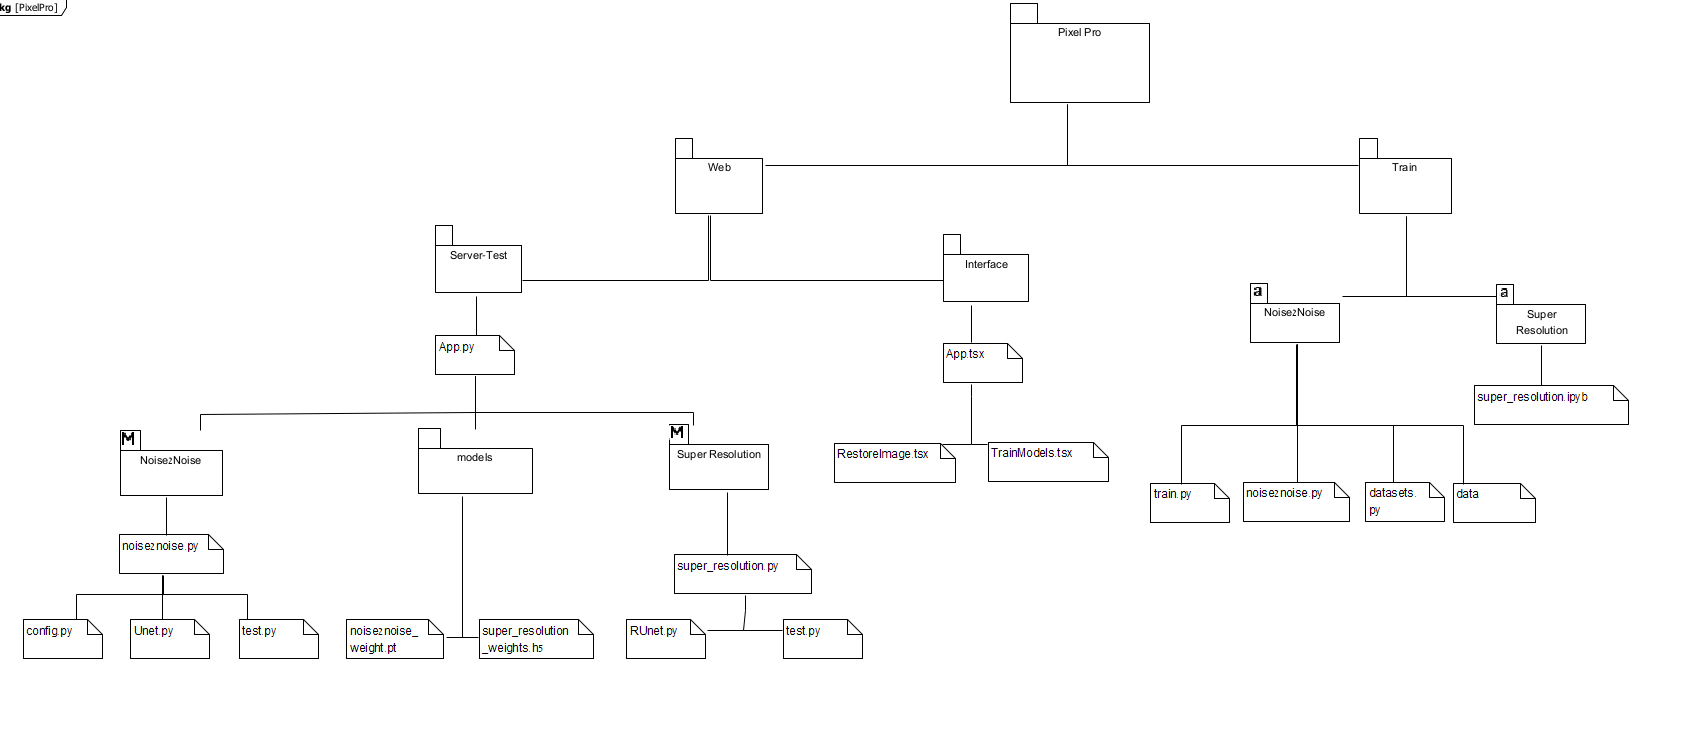 kg [PixelPro]
Pixel Pro
Web
Train
Server-Test
Interface
a
Noise2Noise
a
Super
Resolution
App.py
App.tsx
super_resolution.ipyb
M
NoisezNoise
models
M
Super Resolution
RestoreImage.tsx
TrainModels.tsx
train.py
noise2noise.py
datasets.
py
data
noise2noise.py
super_resolution.py
config.py
Unet.py
test.py
noise2noise_
weight.pt
super_resolution
_weights.h5
RUnet.py
test.py